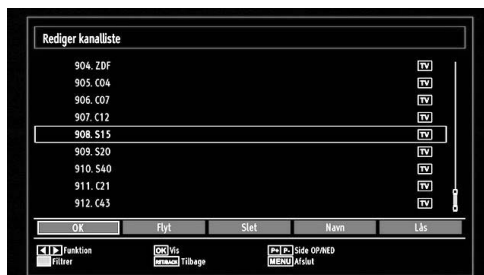 Rediger kanalliste
904. ZDF TV
905. C04 TV
906. C07 TV
907. C12 TV
908. S15 TV
909. S20 TV
910. S40 TV
911. C21 TV
912. C43 TV
OK Flyt Slet Navn Lås
Funktion OK Vis P+ P- Side OP/NED
Filtrer RET/BACK Tilbage MENU Afslut